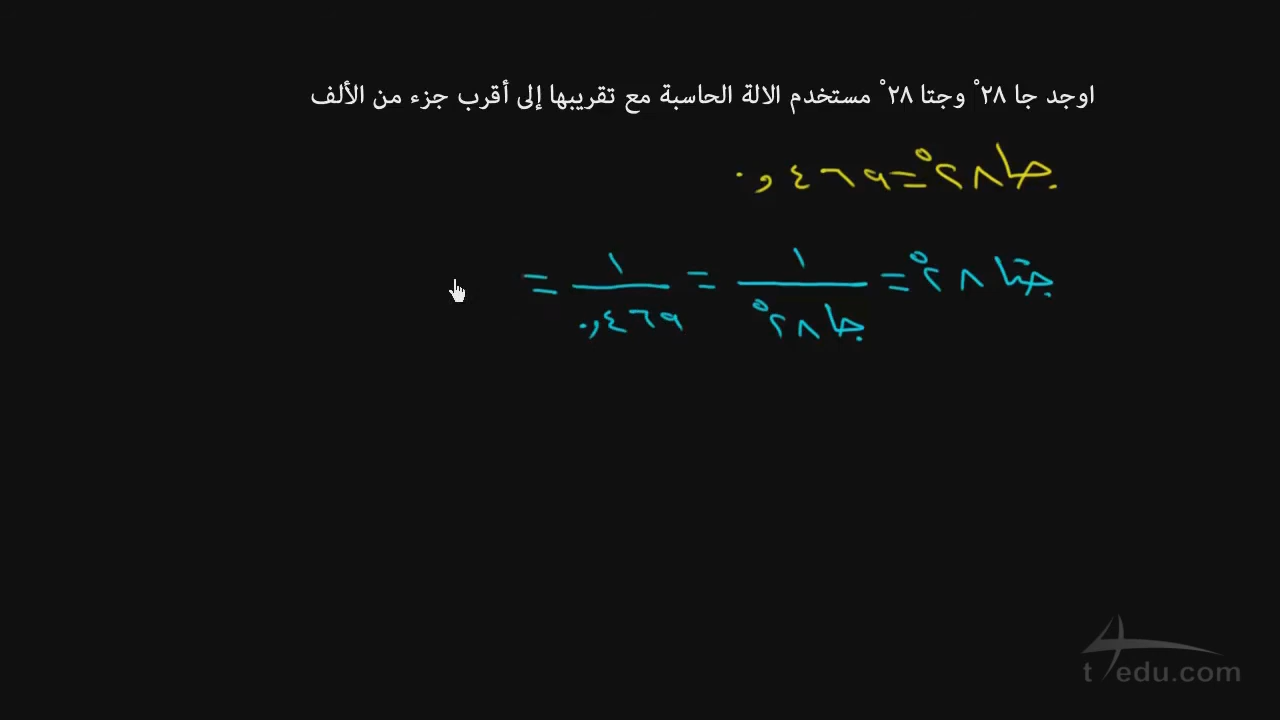 اوجد جا ٢٨° وجتا ٢٨° مستخدم الالة الحاسبة مع تقريبها إلى أقرب جزء من الألف
جا ٢٨° = ٠,٤٦٩
جتا ٢٨° = ١ / جا ٢٨° = ١ / ٠,٤٦٩ =
t4edu.com